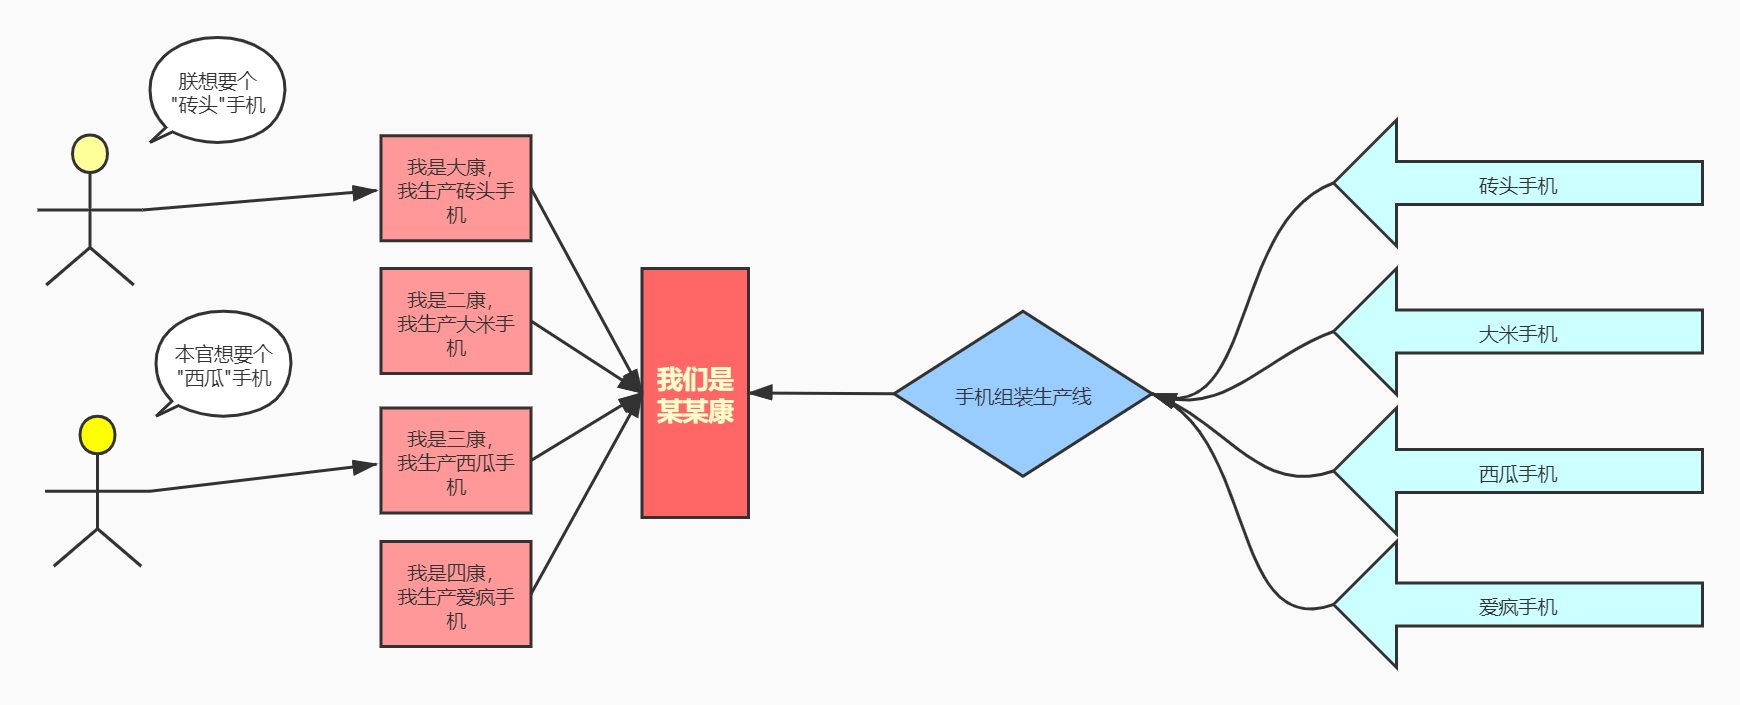 朕想要个
"砖头"手机
我是大康，
我生产砖头手
机
我是二康，
我生产大米手
机
本官想要个
"西瓜"手机
我是三康，
我生产西瓜手
机
我是四康，
我生产爱疯手
机
我们是
某某康
手机组装生产线
砖头手机
大米手机
西瓜手机
爱疯手机